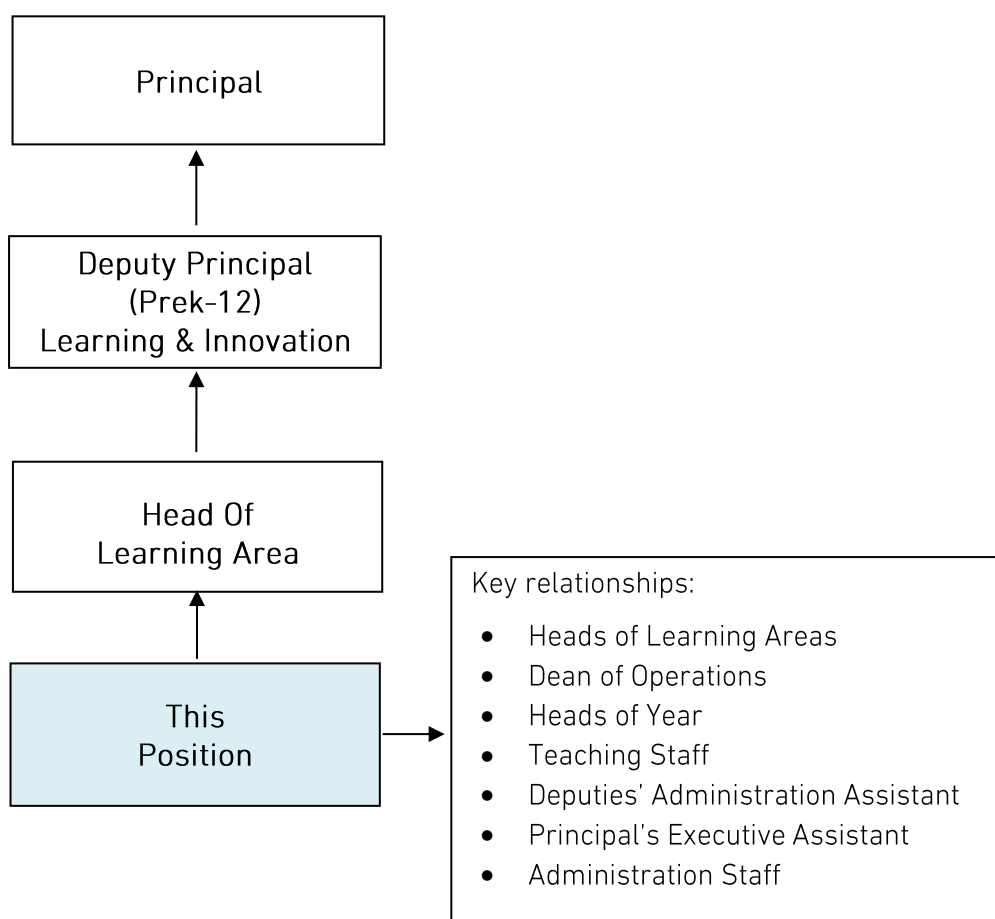 Principal
Deputy Principal
(Prek-12)
Learning & Innovation
Head Of
Learning Area
This
Position
Key relationships:
• Heads of Learning Areas
• Dean of Operations
• Heads of Year
• Teaching Staff
• Deputies’ Administration Assistant
• Principal’s Executive Assistant
• Administration Staff